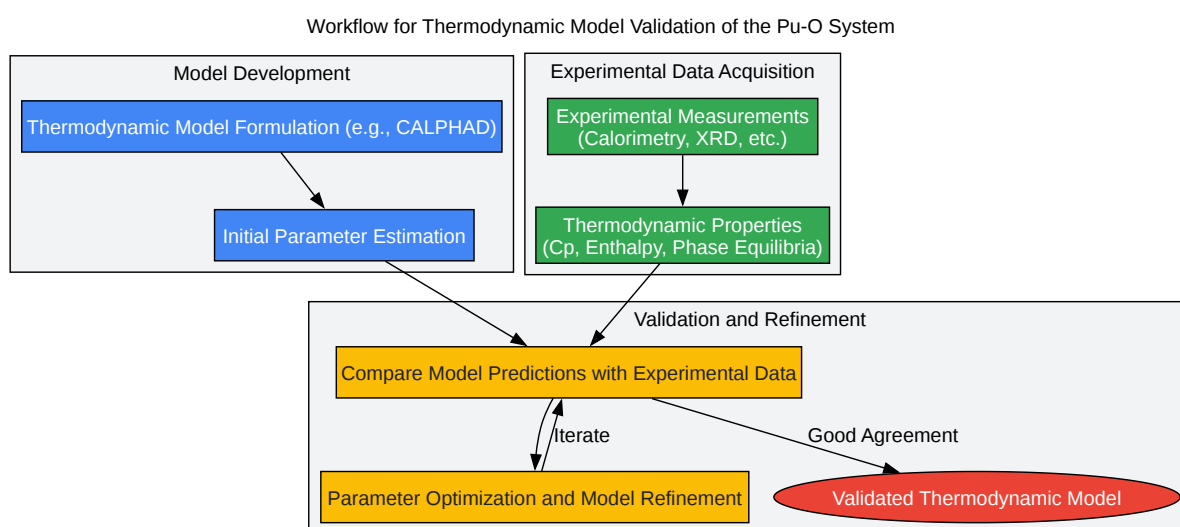 Workflow for Thermodynamic Model Validation of the Pu-O System
Model Development
Thermodynamic Model Formulation (e.g., CALPHAD)
Initial Parameter Estimation
Experimental Data Acquisition
Experimental Measurements
(Calorimetry, XRD, etc.)
Thermodynamic Properties
(Cp, Enthalpy, Phase Equilibria)
Validation and Refinement
Compare Model Predictions with Experimental Data
Iterate
Good Agreement
Parameter Optimization and Model Refinement
Validated Thermodynamic Model